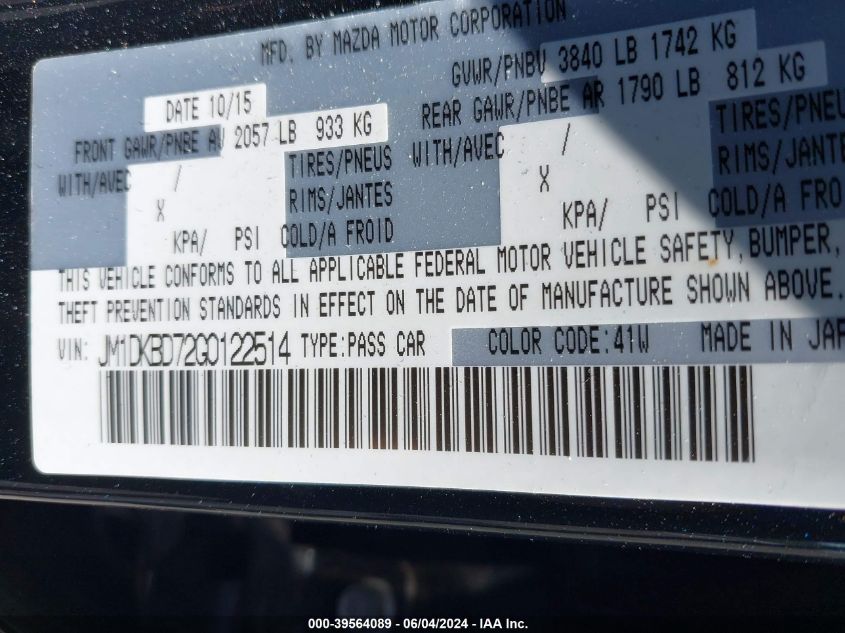 MFD. BY MAZDA MOTOR CORPORATION
DATE 10/15
GVWR/PNBV 3840 LB 1742 KG
FRONT GAWR/PNBE AV 2057 LB 933 KG
REAR GAWR/PNBE AR 1790 LB 812 KG
WITH/AVEC / TIRES/PNEUS
WITH/AVEC / TIRES/PNEU
X RIMS/JANTES
X RIMS/JANTE
KPA/ PSI COLD/A FROID
KPA/ PSI COLD/A FRO
THIS VEHICLE CONFORMS TO ALL APPLICABLE FEDERAL MOTOR VEHICLE SAFETY, BUMPER,
THEFT PREVENTION STANDARDS IN EFFECT ON THE DATE OF MANUFACTURE SHOWN ABOVE.
VIN: JM1DKBD72G0122514 TYPE:PASS CAR COLOR CODE:41W MADE IN JAP
000-39564089 - 06/04/2024 - IAA Inc.